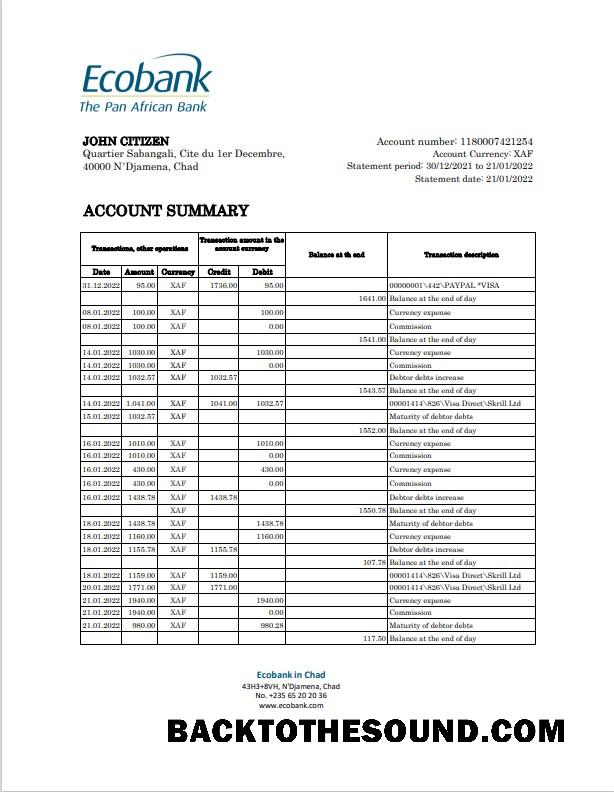 Ecobank
The Pan African Bank
JOHN CITIZEN
Quartier Sabangali, Cite du 1er Decembre,
40000 N'Djamena, Chad
Account number: 1180007421254
Account Currency: XAF
Statement period: 30/12/2021 to 21/01/2022
Statement date: 21/01/2022
ACCOUNT SUMMARY
Transactions, other operations Transaction amount in the account currency Balance at th end Transaction description
Date Amount Currency Credit Debit
31.12.2022 95.00 XAF 1736.00 95.00 00000001\442\PAYPAL *VISA
1641.00 Balance at the end of day
08.01.2022 100.00 XAF 100.00 Currency expense
08.01.2022 100.00 XAF 0.00 Commission
1541.00 Balance at the end of day
14.01.2022 1030.00 XAF 1030.00 Currency expense
14.01.2022 1030.00 XAF 0.00 Commission
14.01.2022 1032.57 XAF 1032.57 Debtor debts increase
1543.57 Balance at the end of day
14.01.2022 1,041.00 XAF 1041.00 1032.57 00001414\826\Visa Direct\Skrill Ltd
15.01.2022 1032.57 XAF Maturity of debtor debts
1552.00 Balance at the end of day
16.01.2022 1010.00 XAF 1010.00 Currency expense
16.01.2022 1010.00 XAF 0.00 Commission
16.01.2022 430.00 XAF 430.00 Currency expense
16.01.2022 430.00 XAF 0.00 Commission
16.01.2022 1438.78 XAF 1438.78 Debtor debts increase
XAF 1550.78 Balance at the end of day
18.01.2022 1438.78 XAF 1438.78 Maturity of debtor debts
18.01.2022 1160.00 XAF 1160.00 Currency expense
18.01.2022 1155.78 XAF 1155.78 Debtor debts increase
107.78 Balance at the end of day
18.01.2022 1159.00 XAF 1159.00 00001414\826\Visa Direct\Skrill Ltd
20.01.2022 1771.00 XAF 1771.00 00001414\826\Visa Direct\Skrill Ltd
21.01.2022 1940.00 XAF 1940.00 Currency expense
21.01.2022 1940.00 XAF 0.00 Commission
21.01.2022 980.00 XAF 980.28 Maturity of debtor debts
117.50 Balance at the end of day
Ecobank in Chad
43H3+8VH, N'Djamena, Chad
No. +235 65 20 20 36
www.ecobank.com
BACKTOTHESOUND.COM